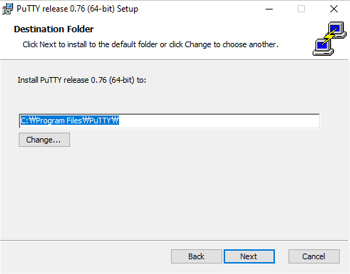 PuTTY release 0.76 (64-bit) Setup
Destination Folder
Click Next to install to the default folder or click Change to choose another.
Install PuTTY release 0.76 (64-bit) to:
C:₩Program Files₩PuTTY₩
Change...
Back
Next
Cancel